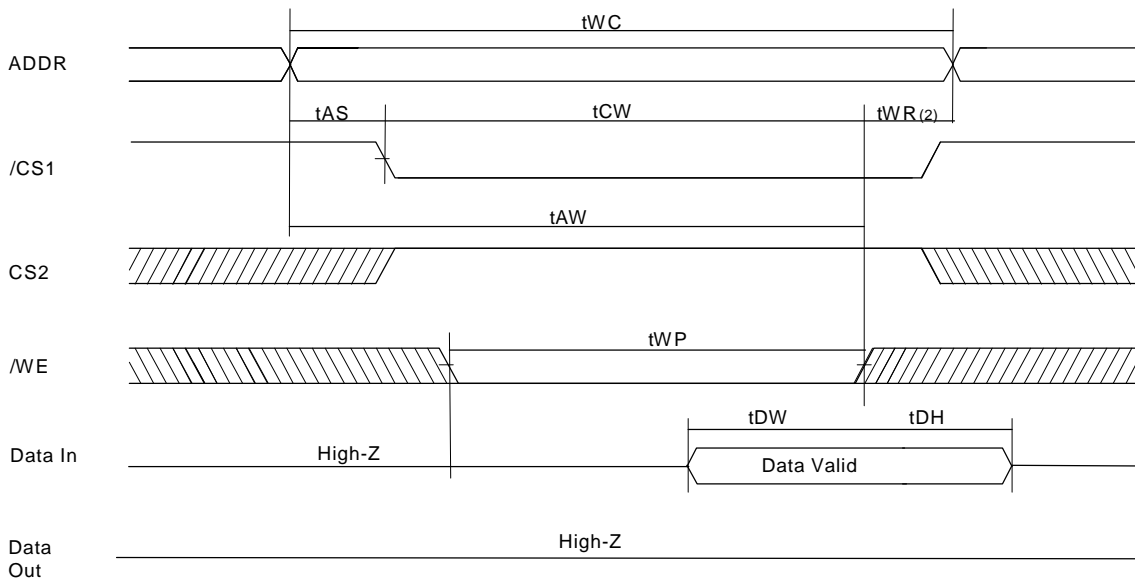 tWC
ADDR
tAS tCW tWR (2)
/CS1
tAW
CS2
tWP
/WE
tDW tDH
Data In High-Z Data Valid
Data Out High-Z